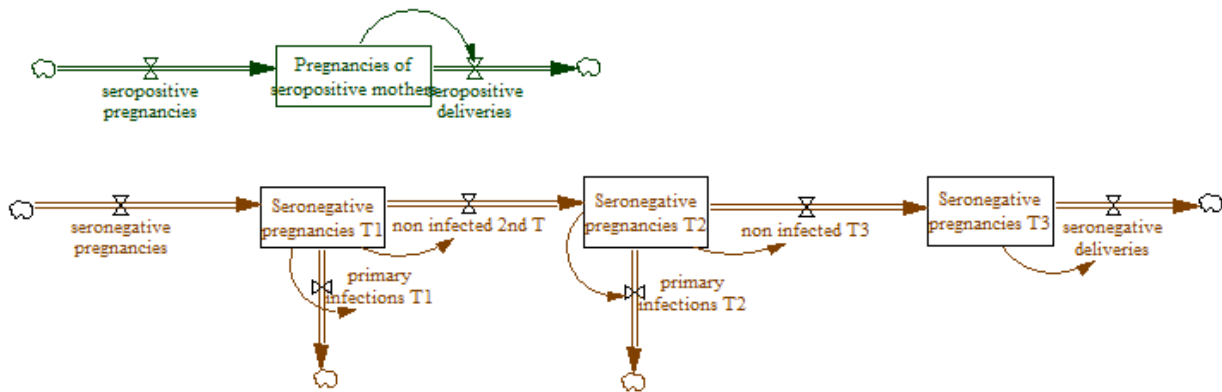 Pregnancies of
seropositive mothers
seropositive
pregnancies
seropositive
deliveries
Seronegative
pregnancies T1
Seronegative
pregnancies T2
Seronegative
pregnancies T3
seronegative
pregnancies
non infected 2nd T
non infected T3
seronegative
deliveries
primary
infections T1
primary
infections T2